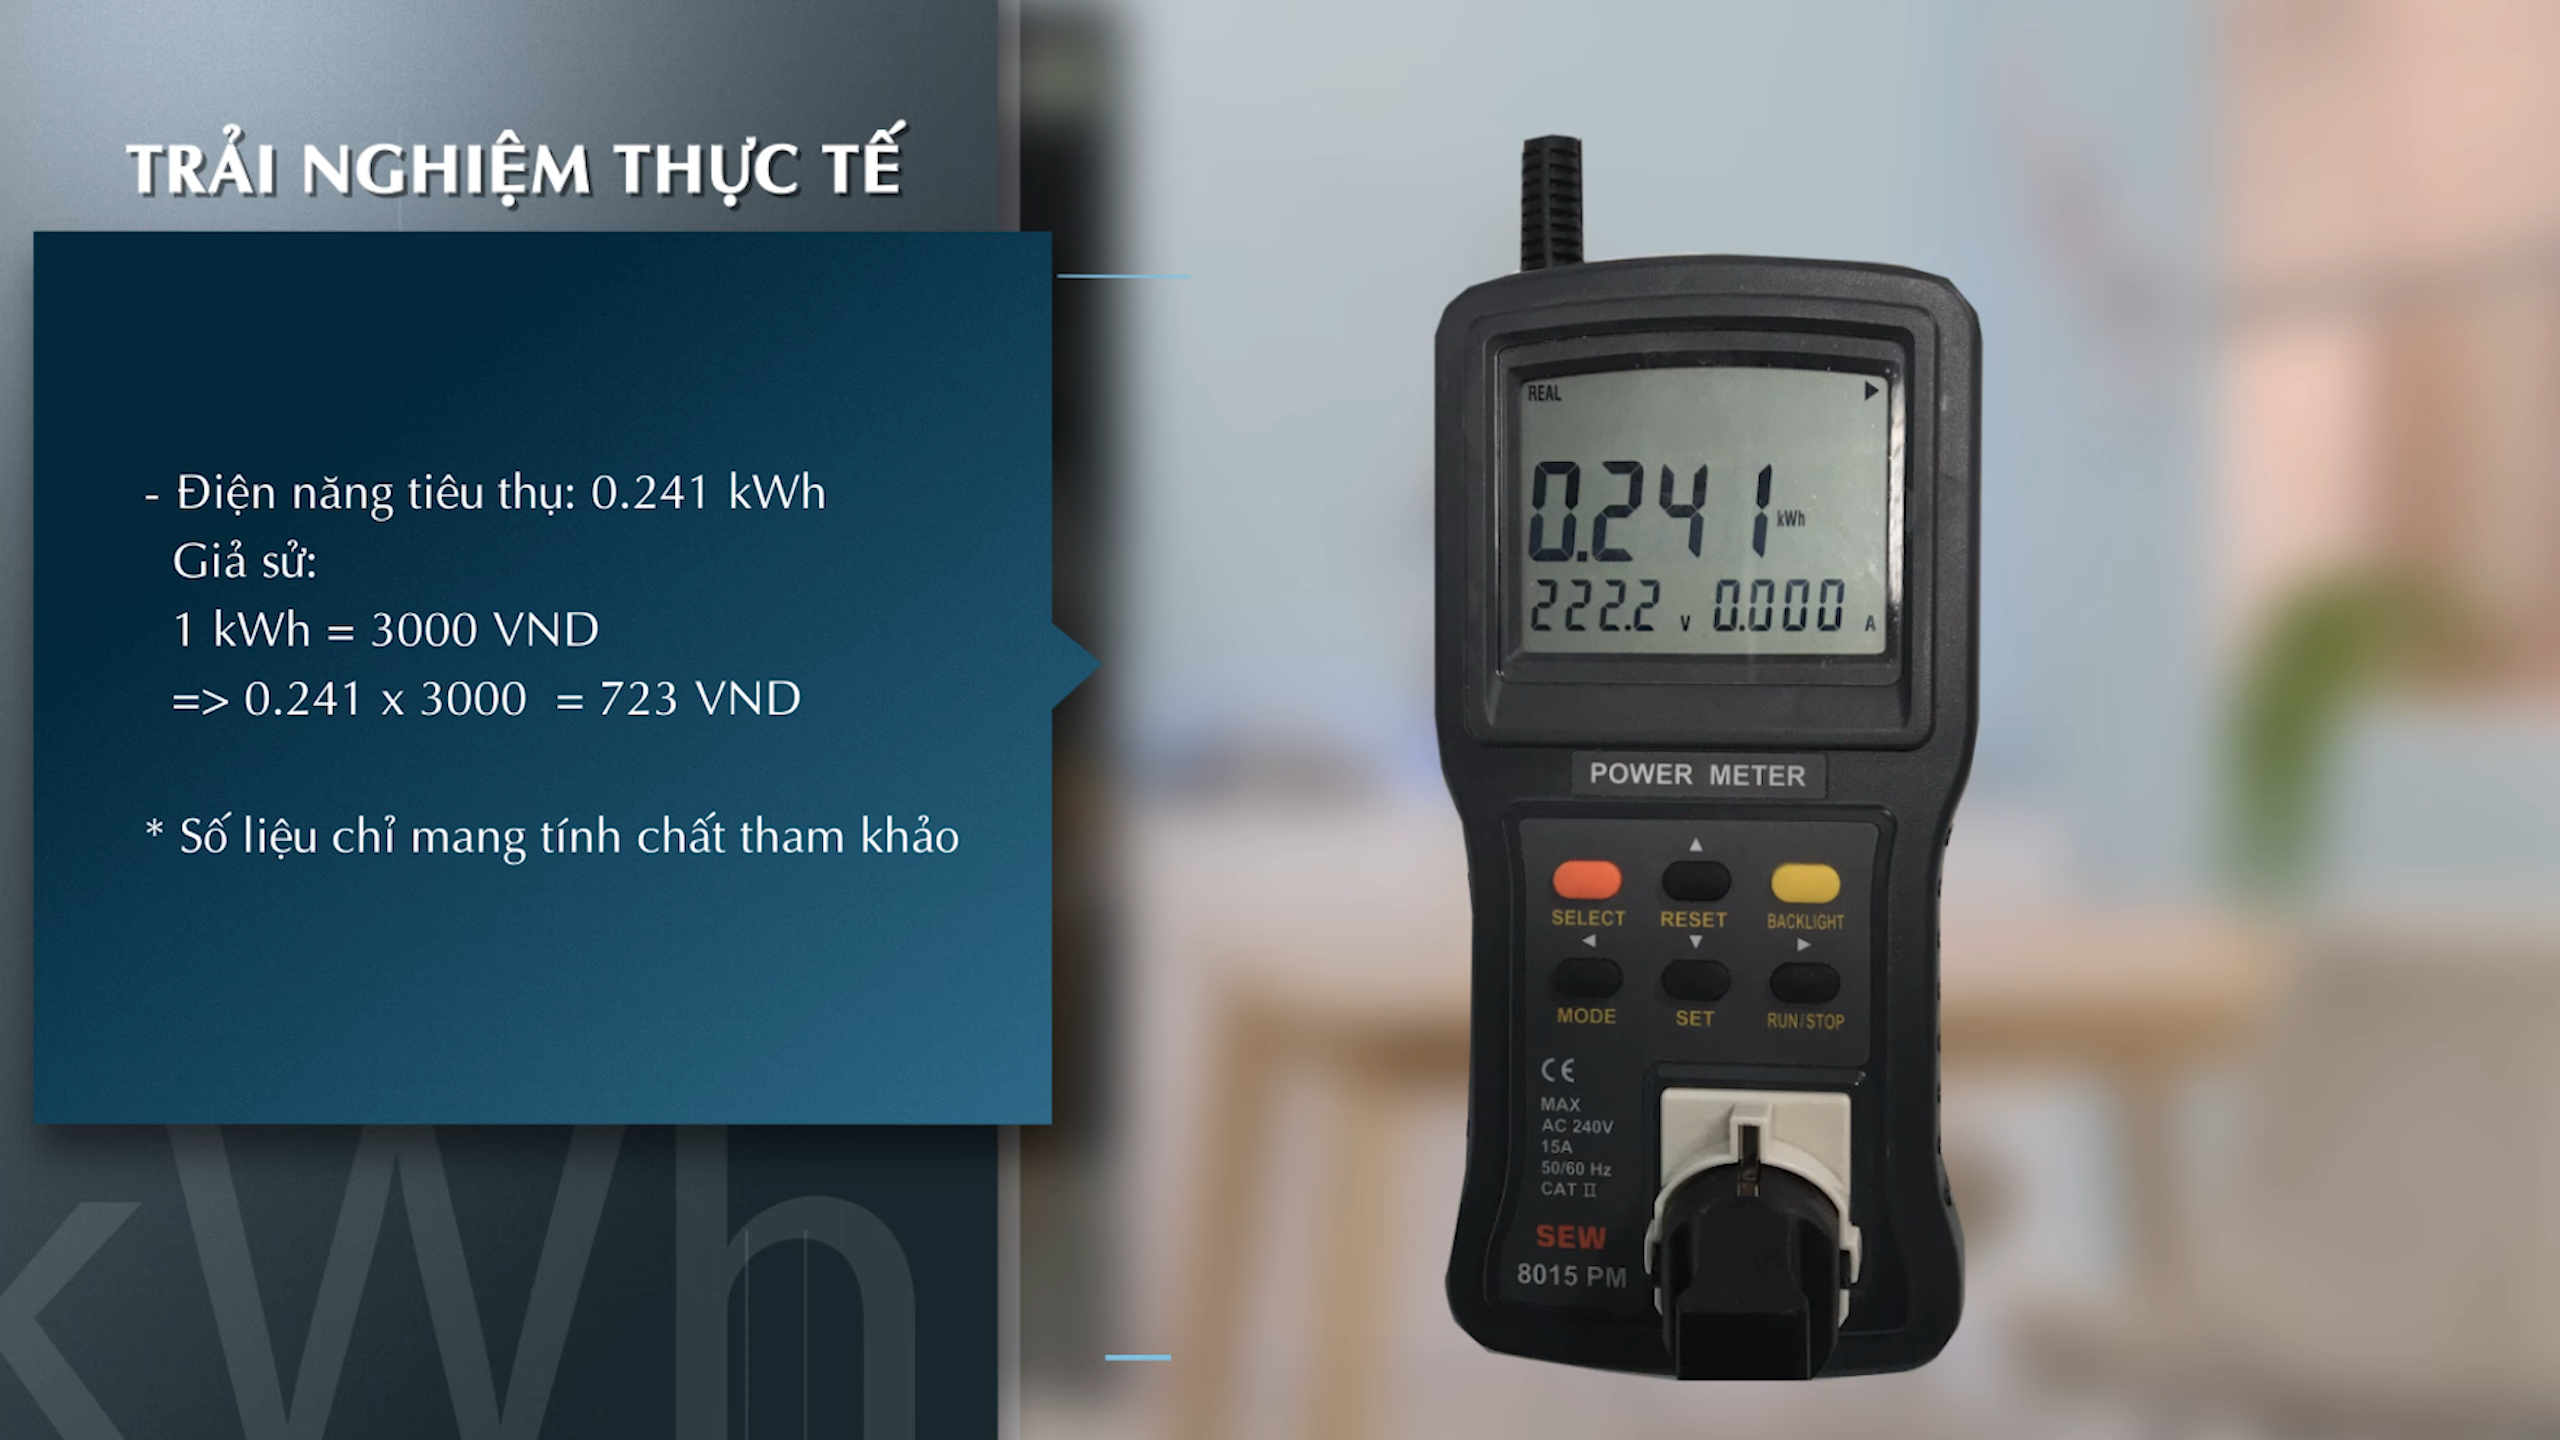 TRẢI NGHIỆM THỰC TẾ
- Điện năng tiêu thụ: 0.241 kWh
Giả sử:
1 kWh = 3000 VND
=> 0.241 x 3000 = 723 VND
* Số liệu chỉ mang tính chất tham khảo
kWh
REAL
0.241 kWh
222.2 V 0.000 A
POWER METER
SELECT RESET BACKLIGHT
MODE SET RUN/STOP
CE
MAX
AC 240V
15A
50/60 Hz
CAT II
SEW
8015 PM